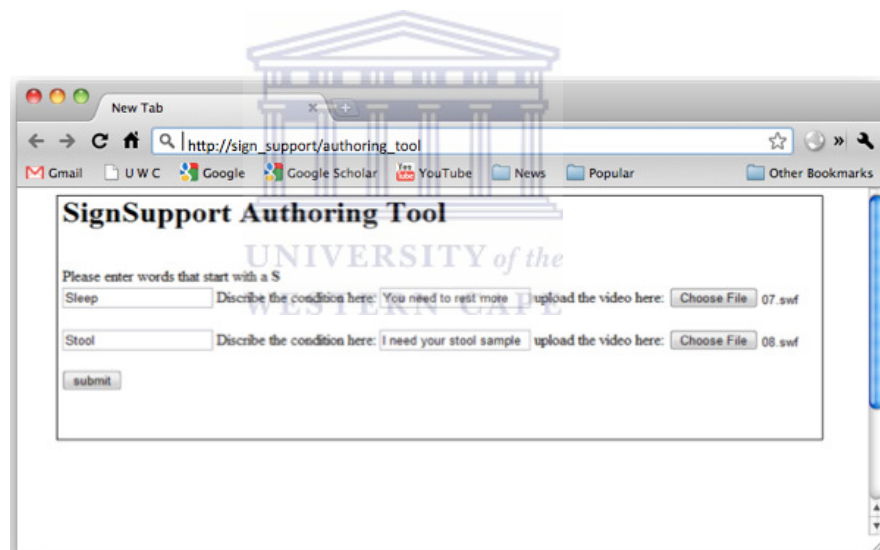 New Tab
http://sign_support/authoring_tool
Gmail UWC Google Google Scholar YouTube News Popular Other Bookmarks
SignSupport Authoring Tool
UNIVERSITY of the
Please enter words that start with a S
Sleep Discribe the condition here: You need to rest more upload the video here: Choose File 07.swf
WESTERN CAPE
Stool Discribe the condition here: I need your stool sample upload the video here: Choose File 08.swf
submit